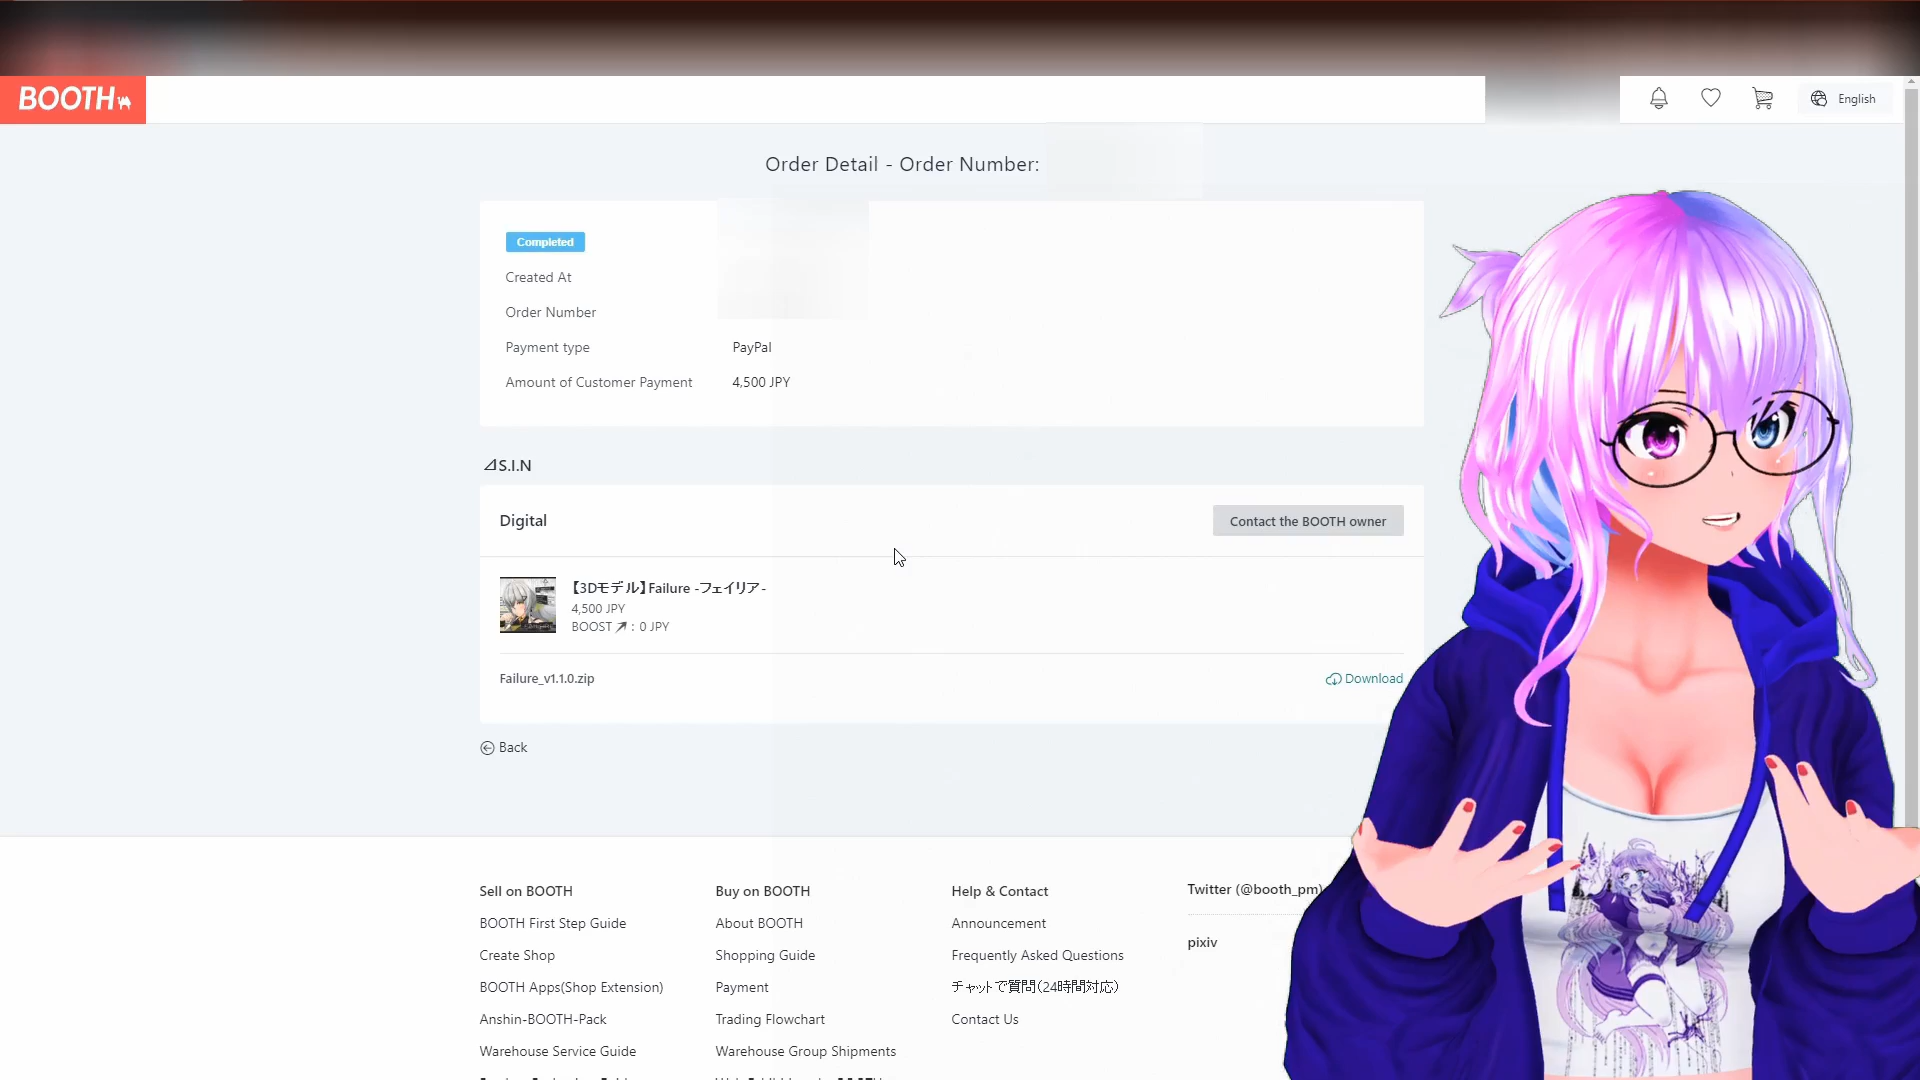 BOOTH
English
Order Detail - Order Number:
Completed
Created At
Order Number
Payment type PayPal
Amount of Customer Payment 4,500 JPY
⊿S.I.N
Digital
Contact the BOOTH owner
【3Dモデル】Failure -フェイリア-
4,500 JPY
BOOST : 0 JPY
Failure_v1.1.0.zip
Download
Back
Sell on BOOTH
BOOTH First Step Guide
Create Shop
BOOTH Apps(Shop Extension)
Anshin-BOOTH-Pack
Warehouse Service Guide
Buy on BOOTH
About BOOTH
Shopping Guide
Payment
Trading Flowchart
Warehouse Group Shipments
Help & Contact
Announcement
Frequently Asked Questions
チャットで質問(24時間対応)
Contact Us
Twitter (@booth_pm)
pixiv